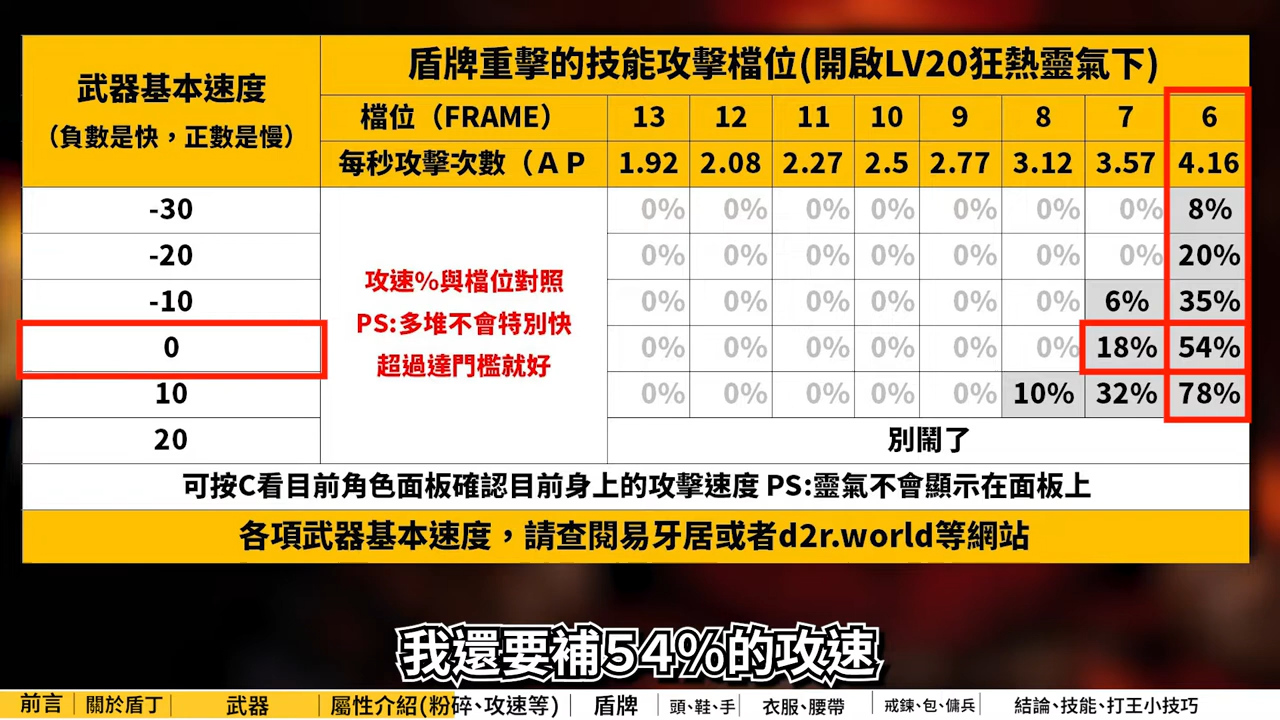 武器基本速度
(負數是快,正數是慢)
盾牌重擊的技能攻擊檔位(開啟LV20狂熱靈氣下)
檔位(FRAME) 13 12 11 10 9 8 7 6
每秒攻擊次數(AP 1.92 2.08 2.27 2.5 2.77 3.12 3.57 4.16
-30 0% 0% 0% 0% 0% 0% 0% 8%
-20 0% 0% 0% 0% 0% 0% 0% 20%
-10 0% 0% 0% 0% 0% 0% 6% 35%
0 0% 0% 0% 0% 0% 0% 18% 54%
10 0% 0% 0% 0% 0% 10% 32% 78%
攻速%與檔位對照
PS:多堆不會特別快
超過達門檻就好
20 別鬧了
可按C看目前角色面板確認目前身上的攻擊速度 PS:靈氣不會顯示在面板上
各項武器基本速度,請查閱易牙居或者d2r.world等網站
我還要補54%的攻速
前言 關於盾丁 武器 屬性介紹(粉碎、攻速等) 盾牌 頭、鞋、手 衣服、腰帶 戒鍊、包、傭兵 結論、技能、打王小技巧